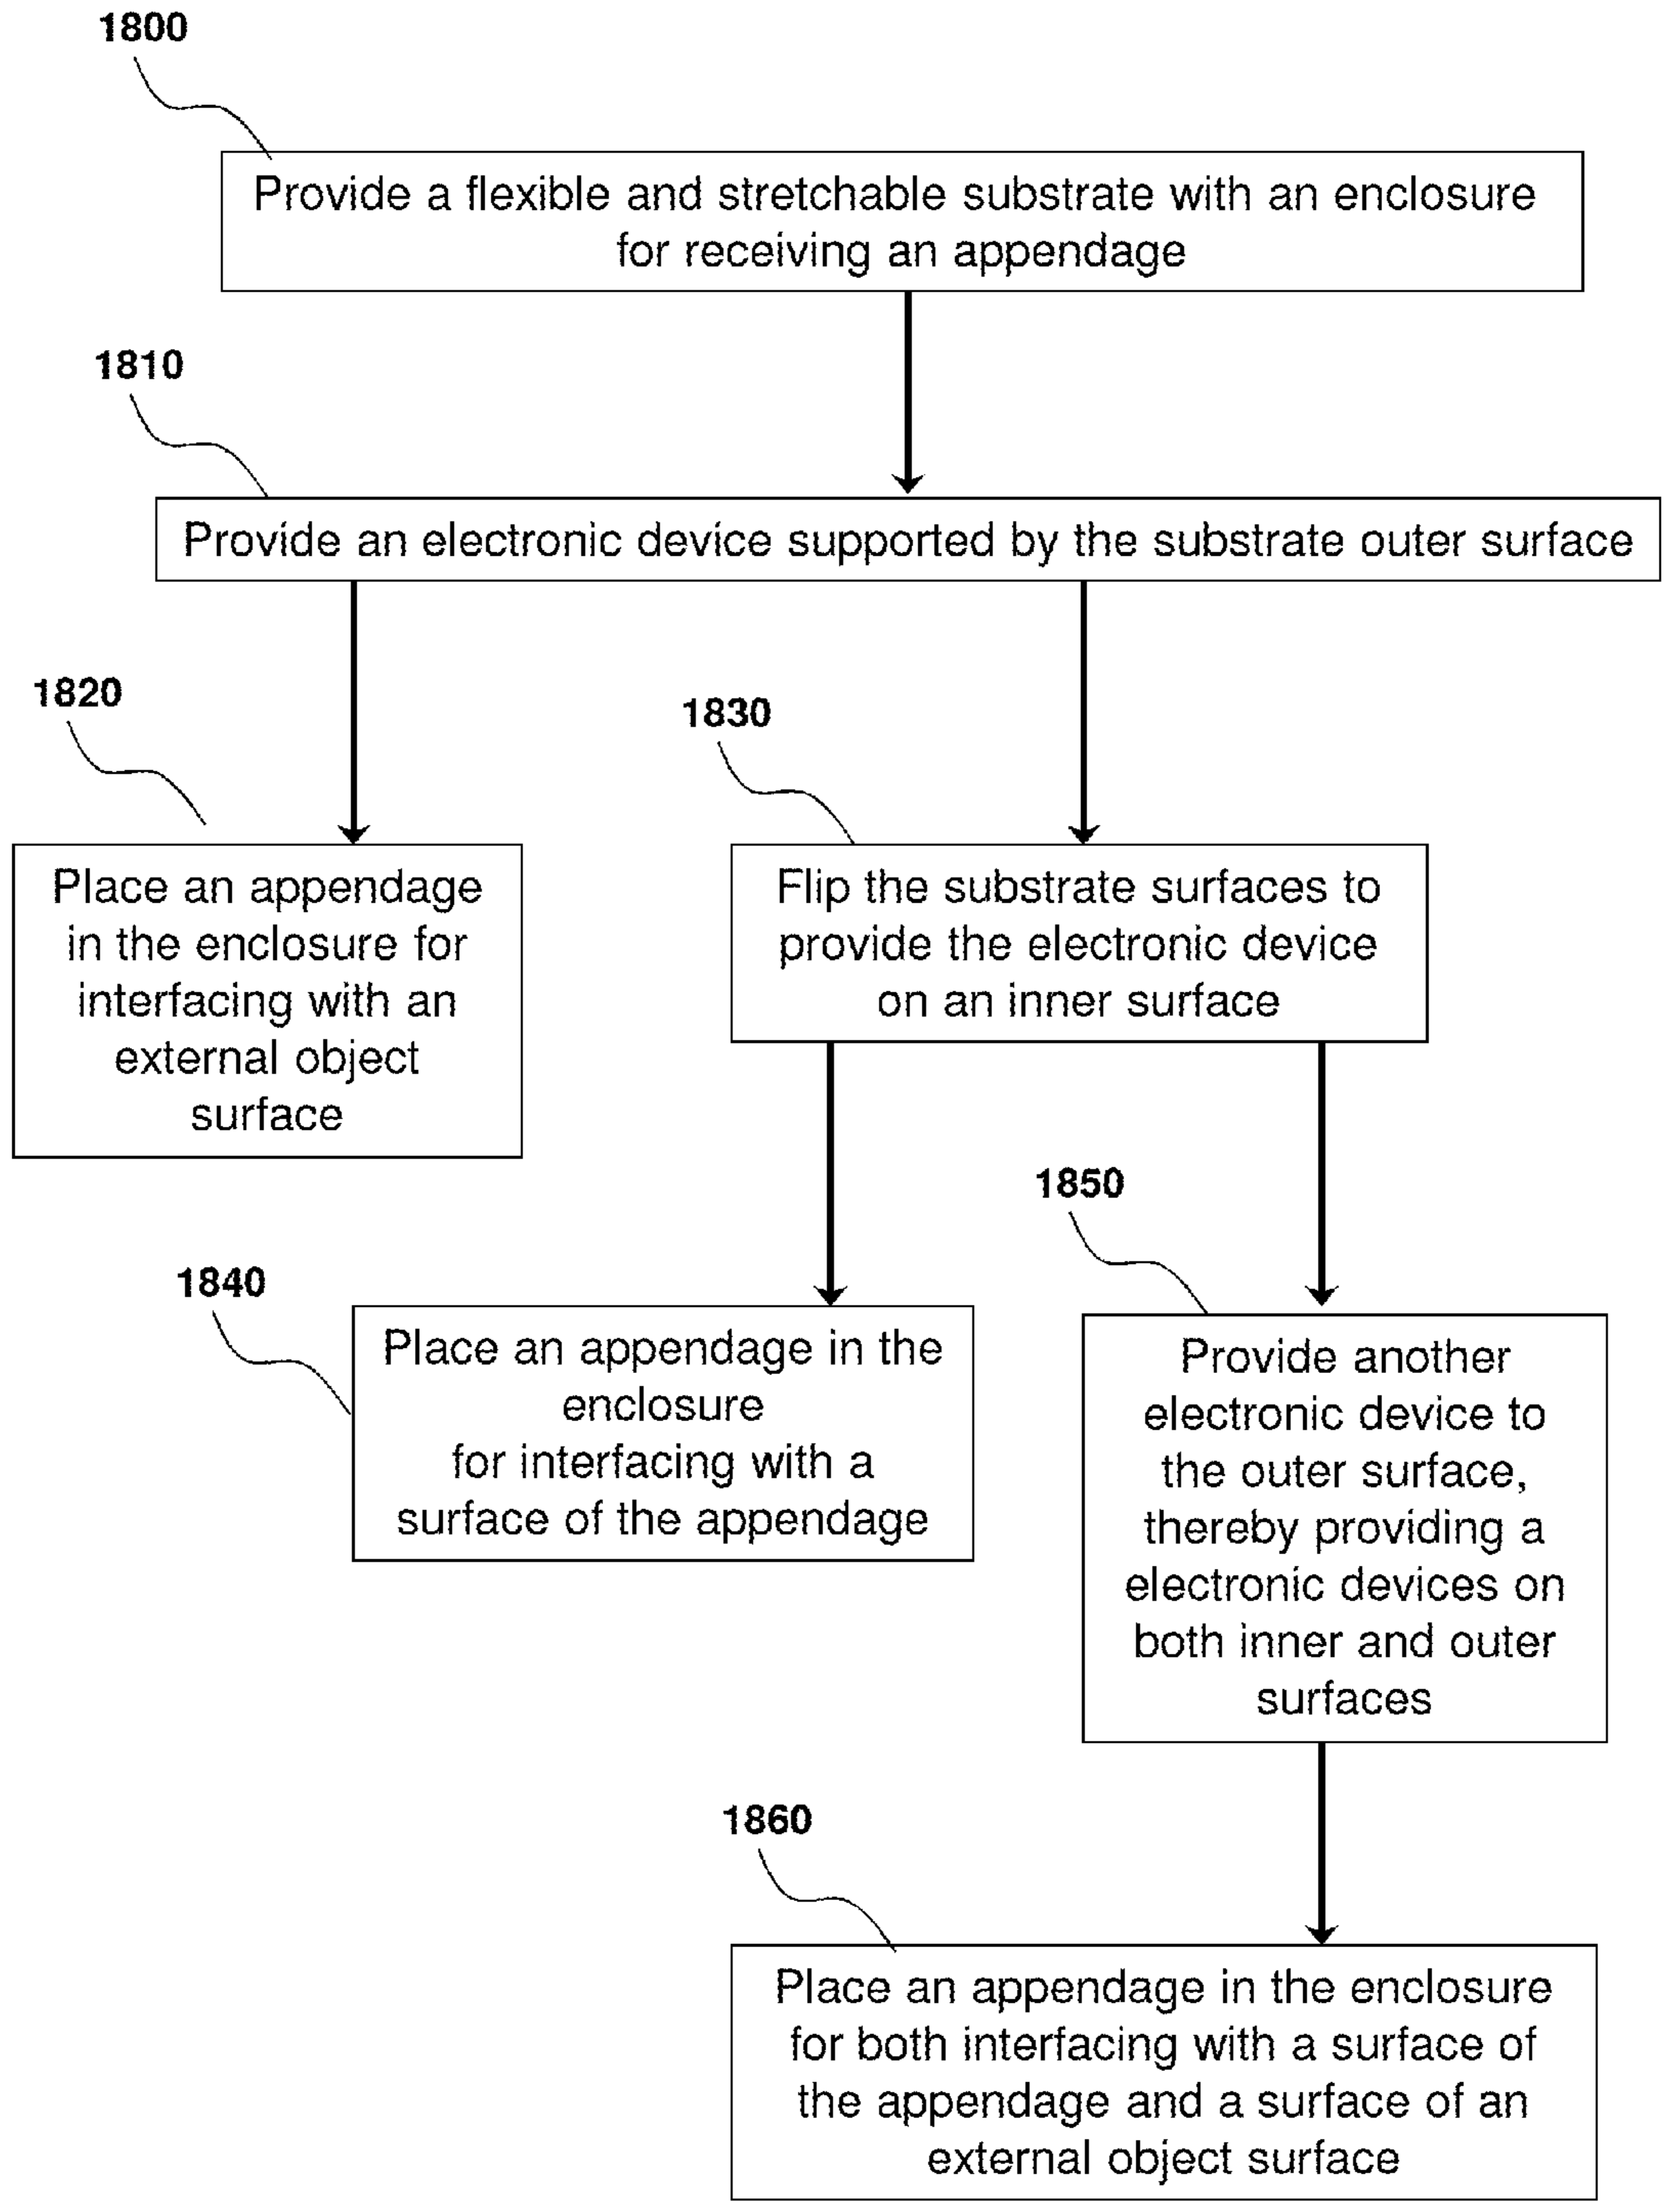 1800
Provide a flexible and stretchable substrate with an enclosure
for receiving an appendage
1810
Provide an electronic device supported by the substrate outer surface
1820
Place an appendage
in the enclosure for
interfacing with an
external object
surface
1830
Flip the substrate surfaces to
provide the electronic device
on an inner surface
1840
Place an appendage in the
enclosure
for interfacing with a
surface of the appendage
1850
Provide another
electronic device to
the outer surface,
thereby providing a
electronic devices on
both inner and outer
surfaces
1860
Place an appendage in the enclosure
for both interfacing with a surface of
the appendage and a surface of an
external object surface